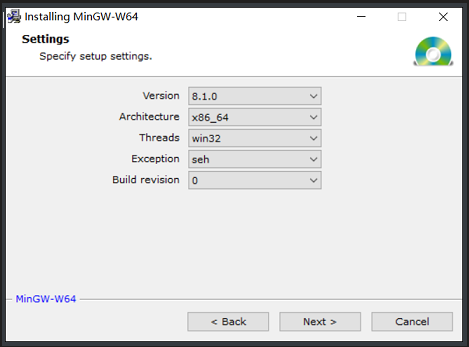 Installing MinGW-W64
Settings
Specify setup settings.
Version 8.1.0
Architecture x86_64
Threads win32
Exception seh
Build revision 0
MinGW-W64
< Back Next > Cancel